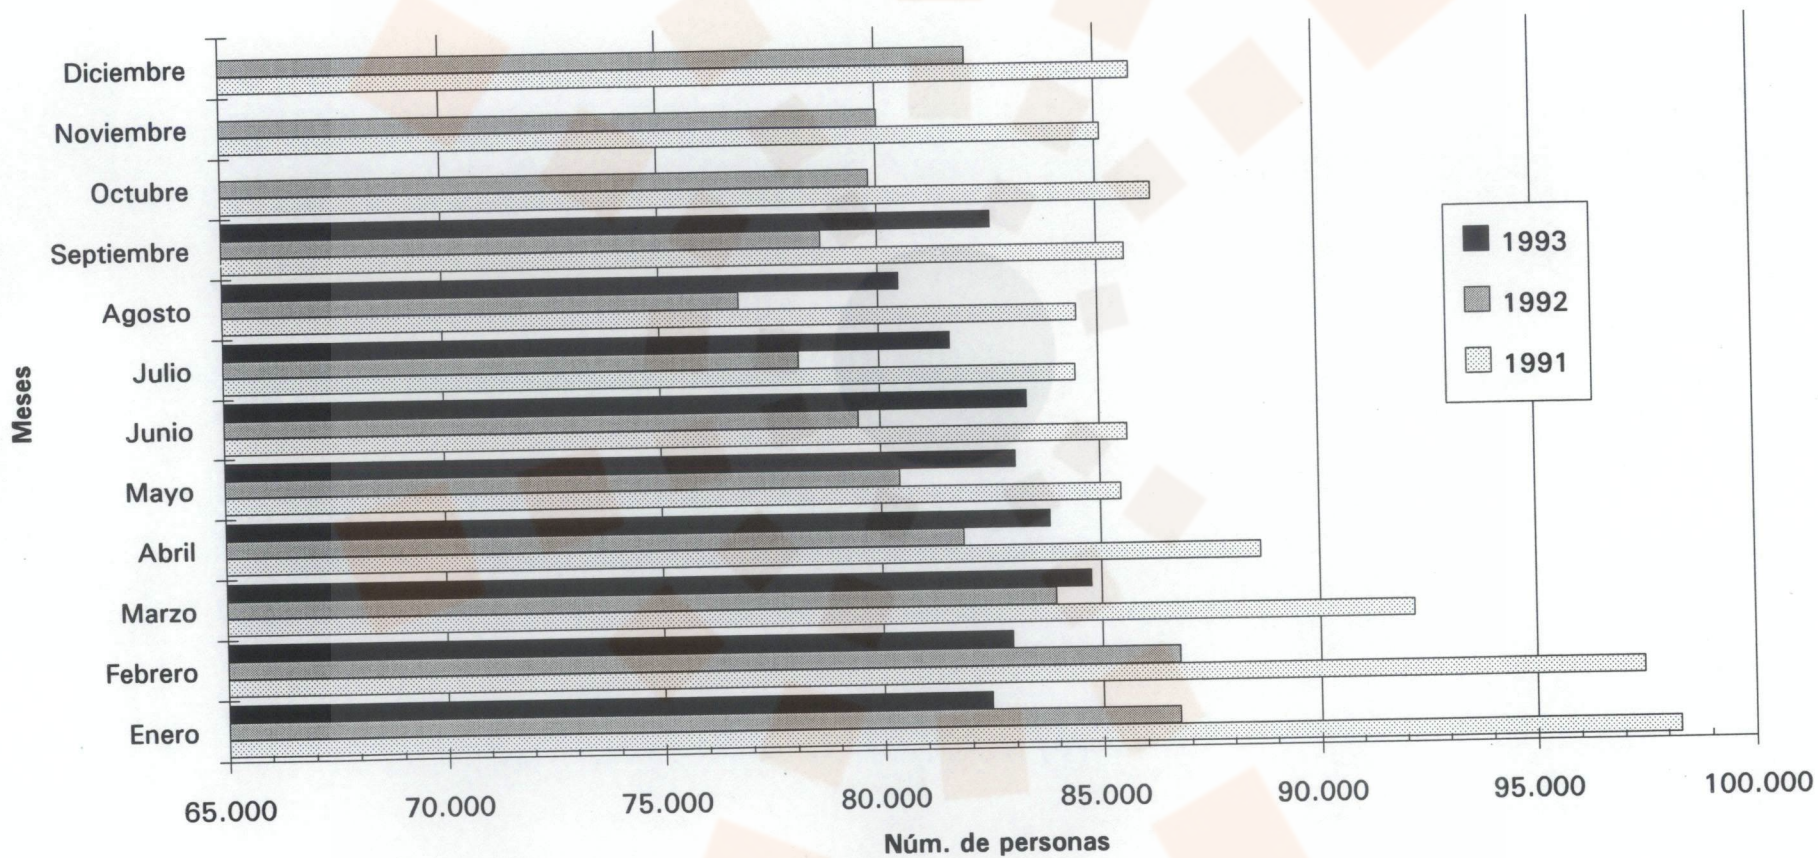 Diciembre
Noviembre
Octubre
Septiembre
Agosto
Julio
Junio
Mayo
Abril
Marzo
Febrero
Enero
Meses
1993
1992
1991
65.000 70.000 75.000 80.000 85.000 90.000 95.000 100.000
Núm. de personas